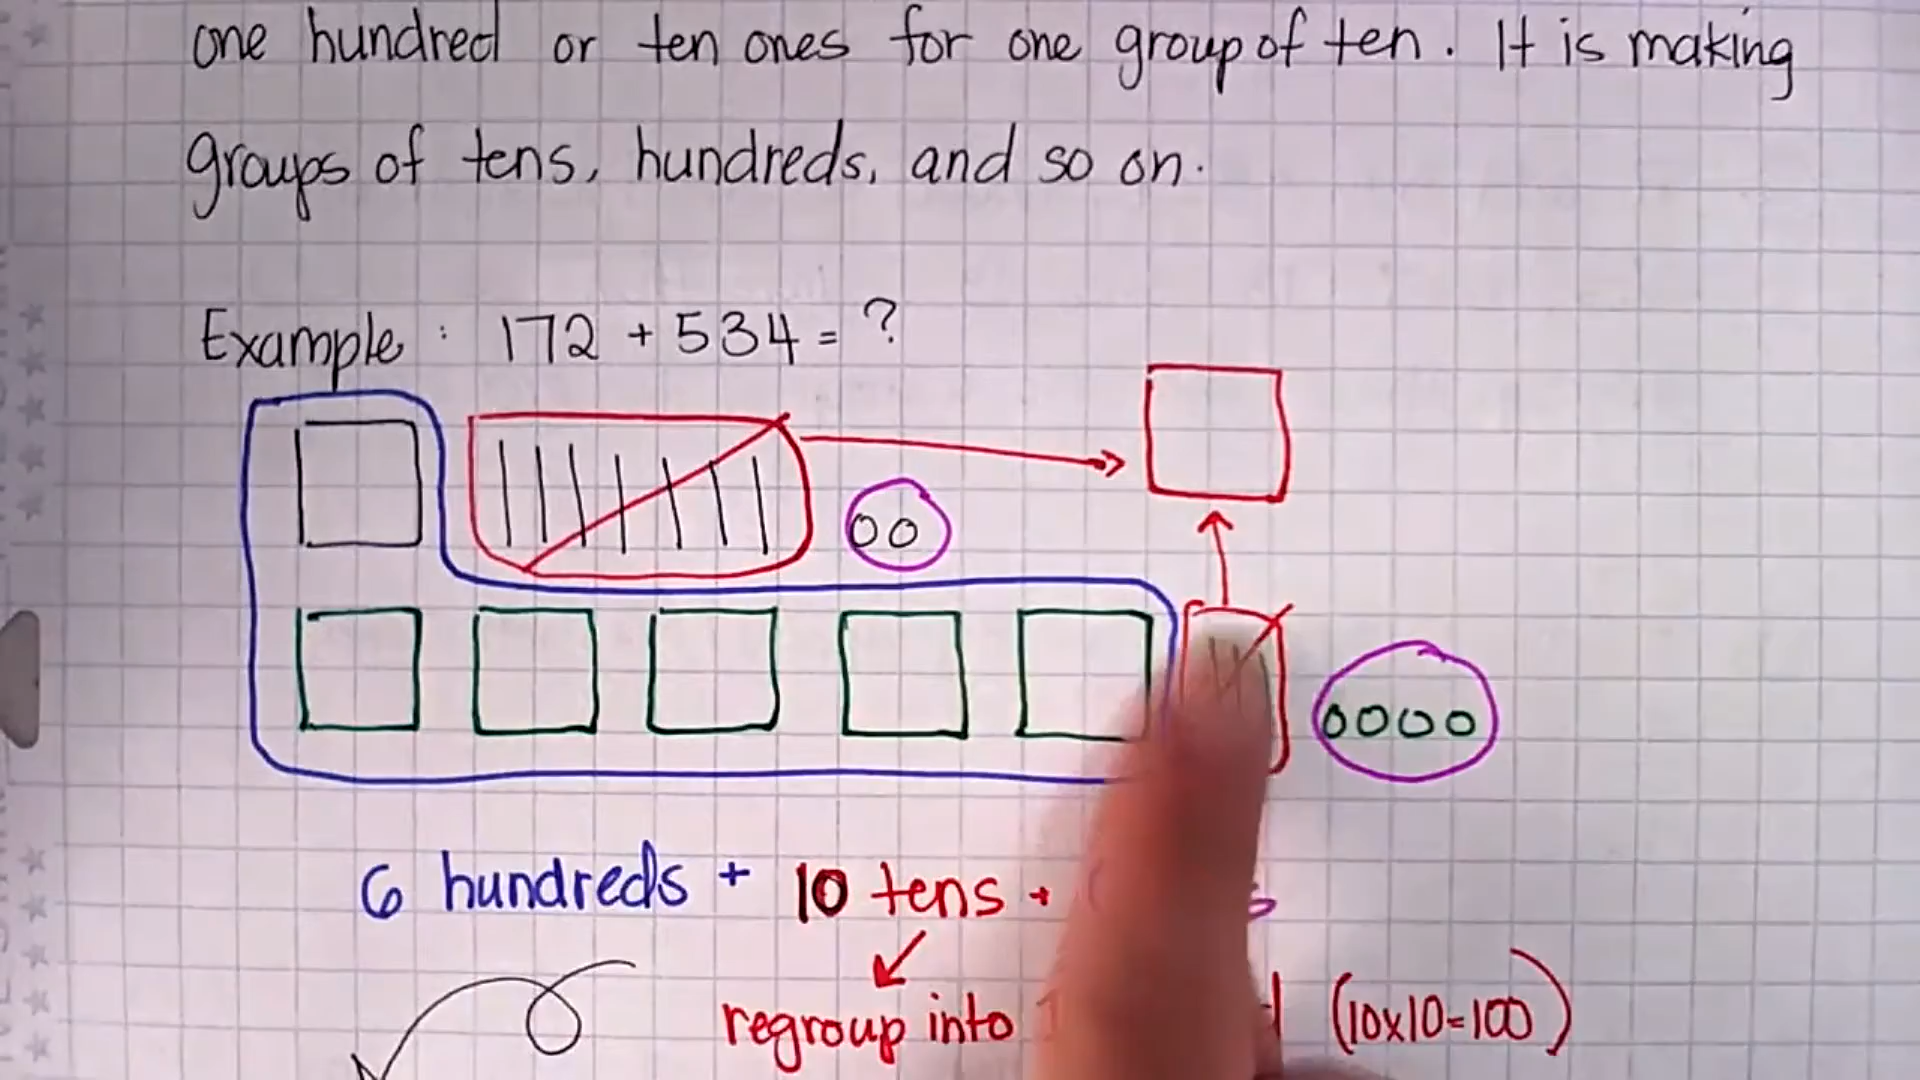 one hundred or ten ones for one group of ten. It is making
groups of tens, hundreds, and so on.
Example : 172 + 534 = ?
6 hundreds + 10 tens +
regroup into 1 (10x10=100)